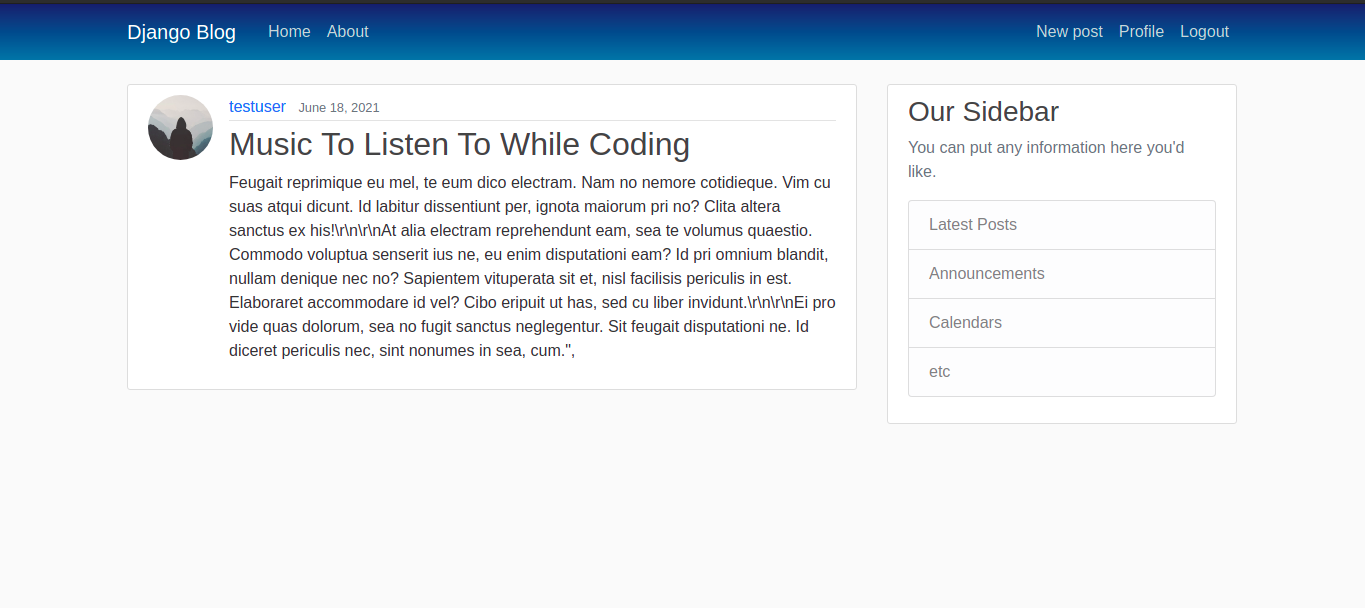 Django Blog Home About New post Profile Logout
testuser June 18, 2021
Music To Listen To While Coding
Feugait reprimique eu mel, te eum dico electram. Nam no nemore cotidieque. Vim cu
suas atqui dicunt. Id labitur dissentiunt per, ignota maiorum pri no? Clita altera
sanctus ex his!\r\n\r\nAt alia electram reprehendunt eam, sea te volumus quaestio.
Commodo voluptua senserit ius ne, eu enim disputationi eam? Id pri omnium blandit,
nullam denique nec no? Sapientem vituperata sit et, nisl facilisis periculis in est.
Elaboraret accommodare id vel? Cibo eripuit ut has, sed cu liber invidunt.\r\n\r\nEi pro
vide quas dolorum, sea no fugit sanctus neglegentur. Sit feugait disputationi ne. Id
diceret periculis nec, sint nonumes in sea, cum.",
Our Sidebar
You can put any information here you'd
like.
Latest Posts
Announcements
Calendars
etc